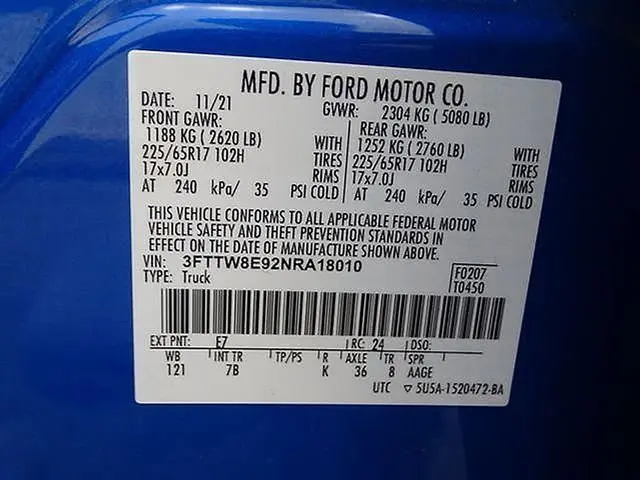 MFD. BY FORD MOTOR CO.
DATE: 11/21 GVWR: 2304 KG ( 5080 LB)
FRONT GAWR: REAR GAWR:
1188 KG ( 2620 LB) WITH 1252 KG ( 2760 LB) WITH
225/65R17 102H TIRES 225/65R17 102H TIRES
17x7.0J RIMS 17x7.0J RIMS
AT 240 kPa/ 35 PSI COLD AT 240 kPa/ 35 PSI COLD
THIS VEHICLE CONFORMS TO ALL APPLICABLE FEDERAL MOTOR
VEHICLE SAFETY AND THEFT PREVENTION STANDARDS IN
EFFECT ON THE DATE OF MANUFACTURE SHOWN ABOVE.
VIN: 3FTTW8E92NRA18010 F0207
TYPE: Truck T0450
EXT PNT: E7 RC: 24 DSO:
WB INT TR TP/PS R AXLE TR SPR
121 7B K 36 8 AAGE
UTC ▽ 5U5A-1520472-BA